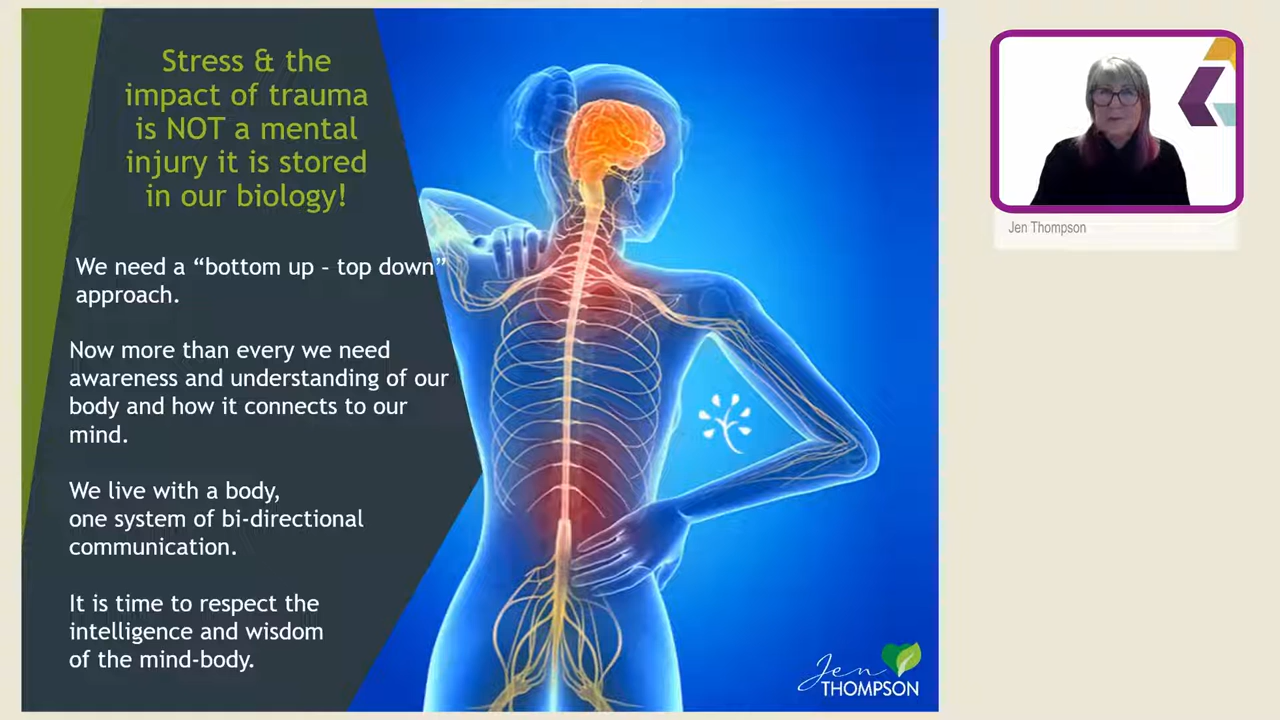 Stress & the
impact of trauma
is NOT a mental
injury it is stored
in our biology!
We need a “bottom up – top down”
approach.
Now more than every we need
awareness and understanding of our
body and how it connects to our
mind.
We live with a body,
one system of bi-directional
communication.
It is time to respect the
intelligence and wisdom
of the mind-body.
Jen
THOMPSON
Jen Thompson